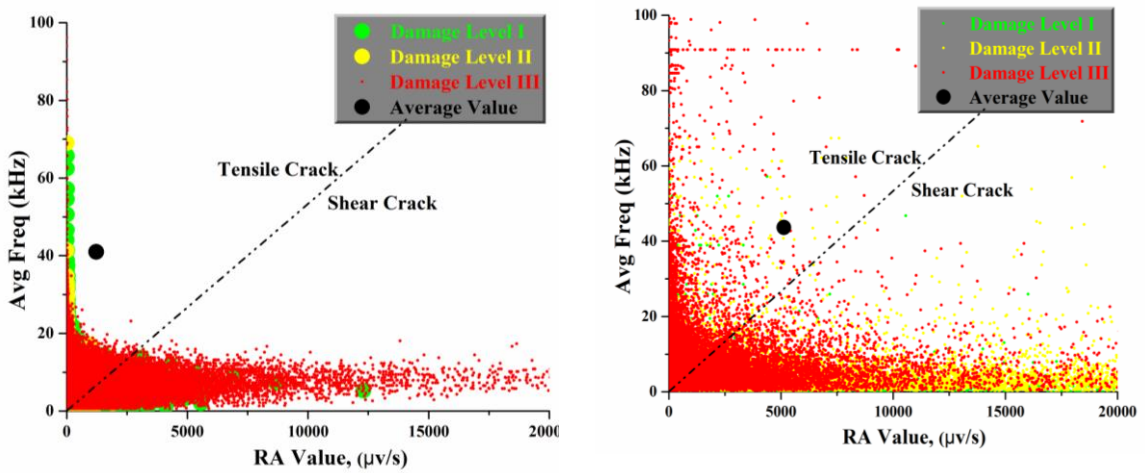 100
80
60
40
20
0
Avg Freq (kHz)
Damage Level I
Damage Level II
Damage Level III
Average Value
Tensile Crack
Shear Crack
0
5000
10000
15000
2000
RA Value, (μv/s)
100
80
60
40
20
0
Avg Freq (kHz)
Damage Level I
Damage Level II
Damage Level III
Average Value
Tensile Crack
Shear Crack
0
5000
10000
15000
20000
RA Value, (μv/s)